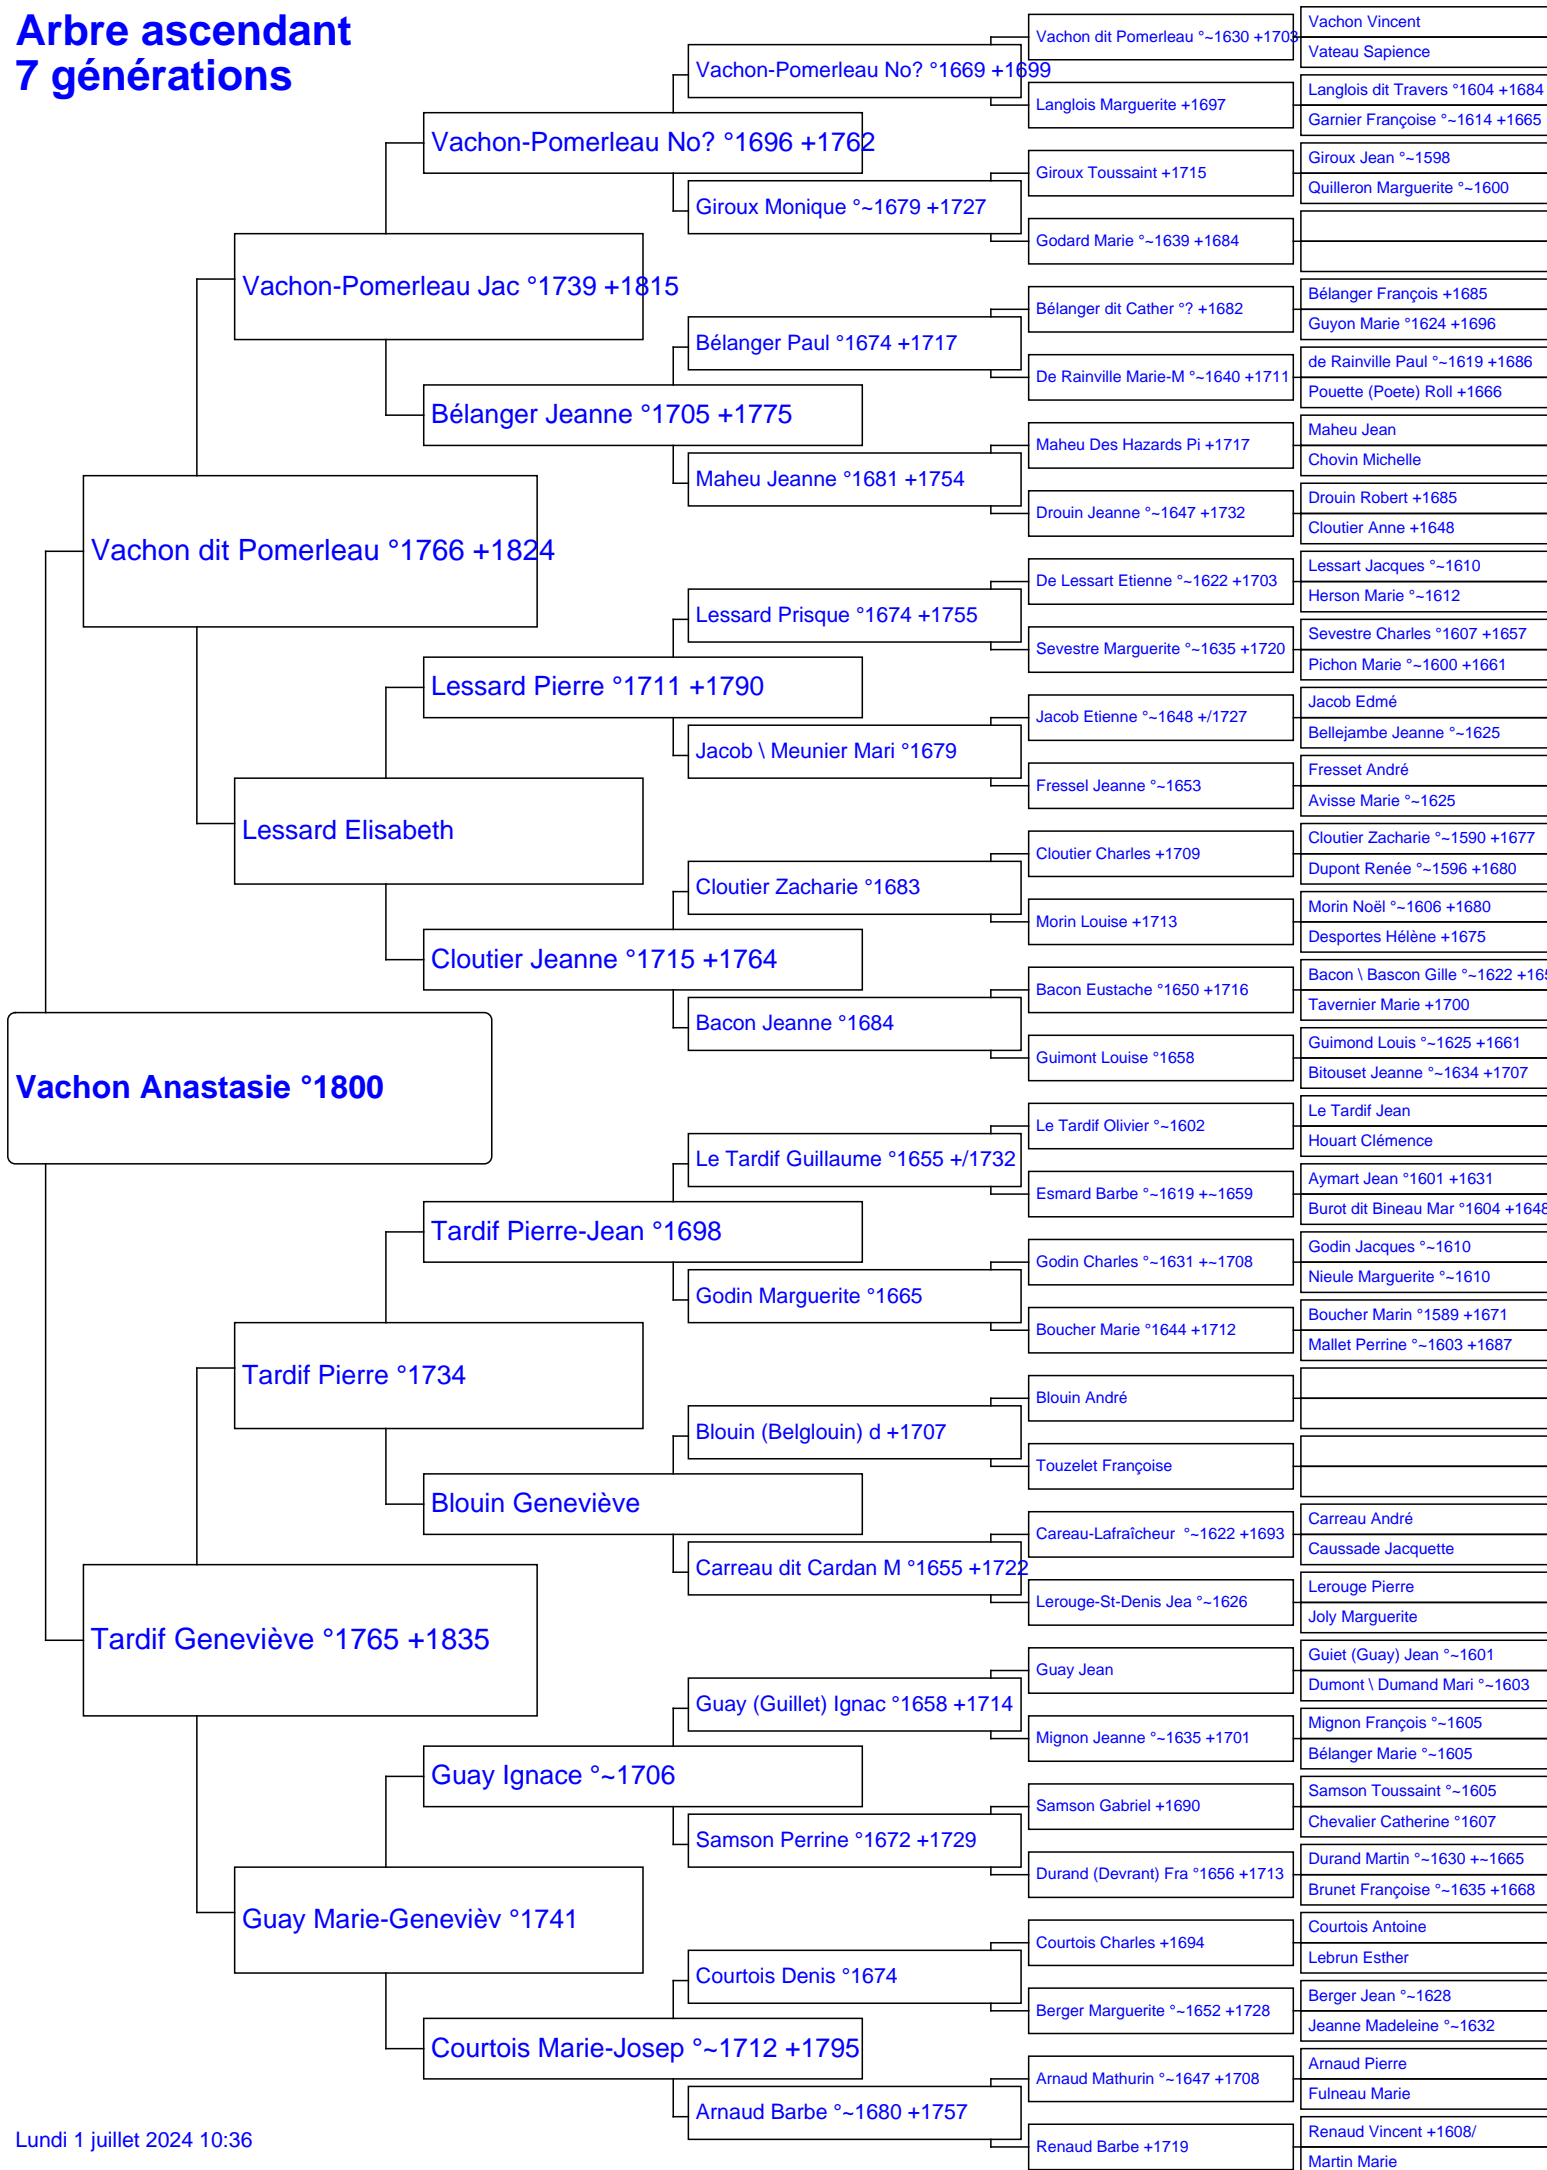 Arbre ascendant
7 générations
Vachon Anastasie °1800
Vachon dit Pomerleau °1766 +1824
Tardif Geneviève °1765 +1835
Vachon-Pomerleau Jac °1739 +1815
Lessard Elisabeth
Tardif Pierre °1734
Guay Marie-Genevièv °1741
Vachon-Pomerleau No? °1696 +1762
Bélanger Jeanne °1705 +1775
Lessard Pierre °1711 +1790
Cloutier Jeanne °1715 +1764
Tardif Pierre-Jean °1698
Blouin Geneviève
Guay Ignace °~1706
Courtois Marie-Josep °~1712 +1795
Vachon-Pomerleau No? °1669 +1699
Giroux Monique °~1679 +1727
Bélanger Paul °1674 +1717
Maheu Jeanne °1681 +1754
Lessard Prisque °1674 +1755
Jacob \ Meunier Mari °1679
Cloutier Zacharie °1683
Bacon Jeanne °1684
Le Tardif Guillaume °1655 +/1732
Godin Marguerite °1665
Blouin (Belglouin) d +1707
Carreau dit Cardan M °1655 +1722
Guay (Guillet) Ignac °1658 +1714
Samson Perrine °1672 +1729
Courtois Denis °1674
Arnaud Barbe °~1680 +1757
Vachon dit Pomerleau °~1630 +1703
Langlois Marguerite +1697
Giroux Toussaint +1715
Godard Marie °~1639 +1684
Bélanger dit Cather °? +1682
De Rainville Marie-M °~1640 +1711
Maheu Des Hazards Pi +1717
Drouin Jeanne °~1647 +1732
De Lessart Etienne °~1622 +1703
Sevestre Marguerite °~1635 +1720
Jacob Etienne °~1648 +/1727
Fressel Jeanne °~1653
Cloutier Charles +1709
Morin Louise +1713
Bacon Eustache °1650 +1716
Guimont Louise °1658
Le Tardif Olivier °~1602
Esmard Barbe °~1619 +~1659
Godin Charles °~1631 +~1708
Boucher Marie °1644 +1712
Blouin André
Touzelet Françoise
Careau-Lafraîcheur °~1622 +1693
Lerouge-St-Denis Jea °~1626
Guay Jean
Mignon Jeanne °~1635 +1701
Samson Gabriel +1690
Durand (Devrant) Fra °1656 +1713
Courtois Charles +1694
Berger Marguerite °~1652 +1728
Arnaud Mathurin °~1647 +1708
Renaud Barbe +1719
Vachon Vincent
Vateau Sapience
Langlois dit Travers °1604 +1684
Garnier Françoise °~1614 +1665
Giroux Jean °~1598
Quilleron Marguerite °~1600
Bélanger François +1685
Guyon Marie °1624 +1696
de Rainville Paul °~1619 +1686
Pouette (Poete) Roll +1666
Maheu Jean
Chovin Michelle
Drouin Robert +1685
Cloutier Anne +1648
Lessart Jacques °~1610
Herson Marie °~1612
Sevestre Charles °1607 +1657
Pichon Marie °~1600 +1661
Jacob Edmé
Bellejambe Jeanne °~1625
Fresset André
Avisse Marie °~1625
Cloutier Zacharie °~1590 +1677
Dupont Renée °~1596 +1680
Morin Noël °~1606 +1680
Desportes Hélène +1675
Bacon \ Bascon Gille °~1622
Tavernier Marie +1700
Guimond Louis °~1625 +1661
Bitouset Jeanne °~1634 +1707
Le Tardif Jean
Houart Clémence
Aymart Jean °1601 +1631
Burot dit Bineau Mar °1604 +1648
Godin Jacques °~1610
Nieule Marguerite °~1610
Boucher Marin °1589 +1671
Mallet Perrine °~1603 +1687
Carreau André
Caussade Jacquette
Lerouge Pierre
Joly Marguerite
Guiet (Guay) Jean °~1601
Dumont \ Dumand Mari °~1603
Mignon François °~1605
Bélanger Marie °~1605
Samson Toussaint °~1605
Chevalier Catherine °1607
Durand Martin °~1630 +~1665
Brunet Françoise °~1635 +1668
Courtois Antoine
Lebrun Esther
Berger Jean °~1628
Jeanne Madeleine °~1632
Arnaud Pierre
Fulneau Marie
Renaud Vincent +1608/
Martin Marie
Lundi 1 juillet 2024 10:36